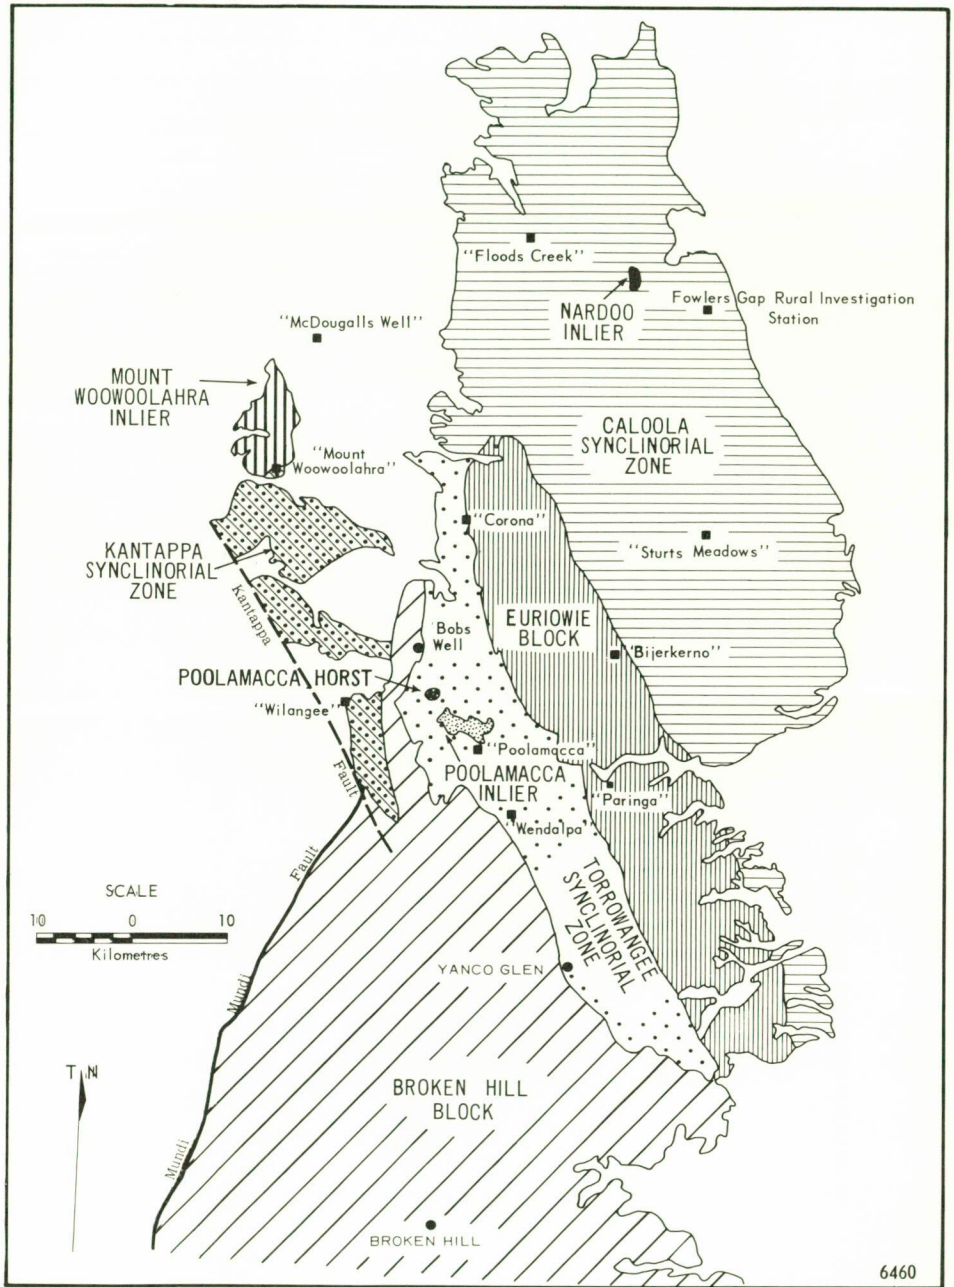 "Floods Creek"
NARDOO
INLIER
Fowlers Gap Rural Investigation
Station
"McDougalls Well"
MOUNT
WOOWOOLAHRA
INLIER
CALOOLA
SYNCLINORIAL
ZONE
"Mount
Woowoolahra"
"Corona"
"Sturts Meadows"
KANTAPPA
SYNCLINORIAL
ZONE
Kantappa
Fault
EURIOWIE
BLOCK
Bobs
Well
"Bijerkerno"
POOLAMACCA HORST
"Wilangee"
"Poolamacca"
POOLAMACCA
INLIER
"Paringa"
"Wendalpa"
Fault
SCALE
10 0 10
Kilometres
TORROWANGEE
SYNCLINORIAL
ZONE
YANCO GLEN
Mundi
T N
BROKEN HILL
BLOCK
Mundi
BROKEN HILL
6460